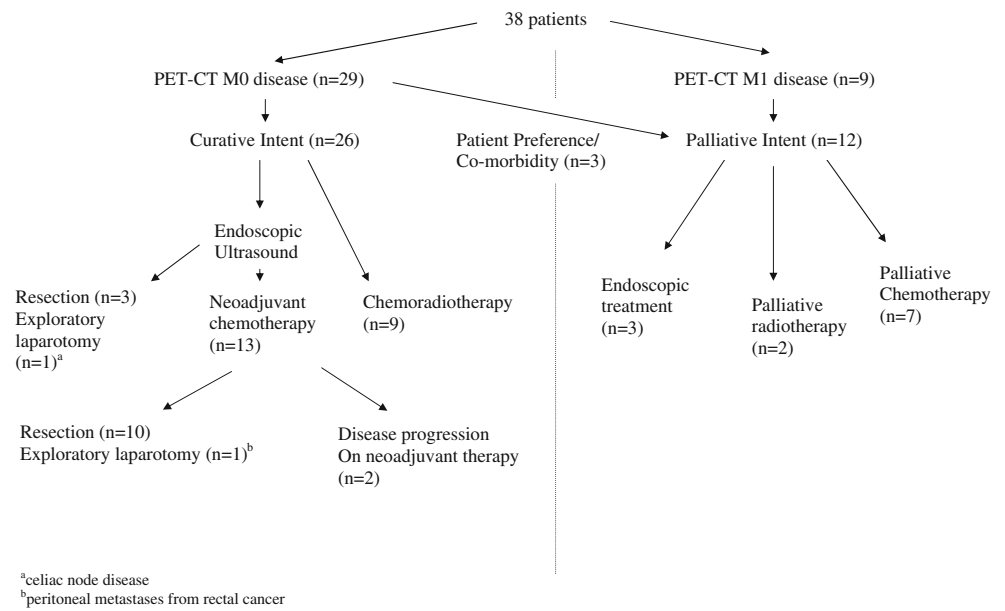 38 patients
PET-CT M0 disease (n=29)
PET-CT M1 disease (n=9)
Curative Intent (n=26)
Patient Preference/
Co-morbidity (n=3)
Palliative Intent (n=12)
Endoscopic
Ultrasound
Resection (n=3)
Exploratory
laparotomy
(n=1)a
Neoadjuvant
chemotherapy
(n=13)
Chemoradiotherapy
(n=9)
Endoscopic
treatment
(n=3)
Palliative
radiotherapy
(n=2)
Palliative
Chemotherapy
(n=7)
Resection (n=10)
Exploratory laparotomy (n=1)b
Disease progression
On neoadjuvant therapy
(n=2)
aceliac node disease
bperitoneal metastases from rectal cancer